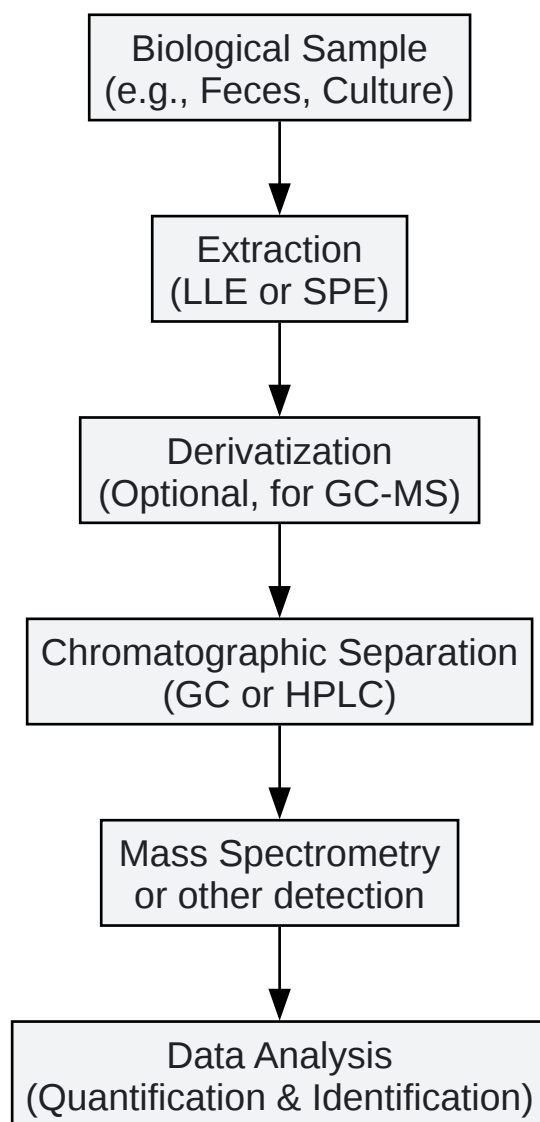 Biological Sample
(e.g., Feces, Culture)
Extraction
(LLE or SPE)
Derivatization
(Optional, for GC-MS)
Chromatographic Separation
(GC or HPLC)
Mass Spectrometry
or other detection
Data Analysis
(Quantification & Identification)